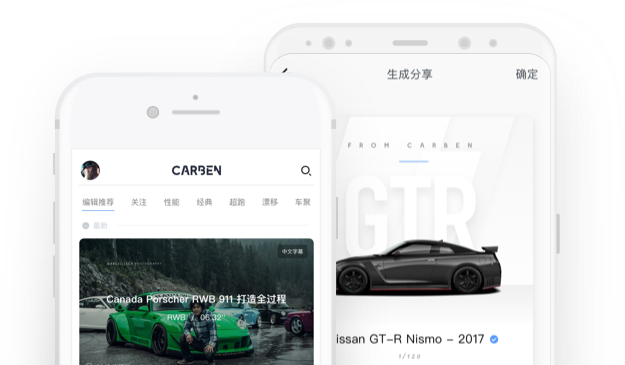 生成分享
确定
FROM CARBEN
GTR
issan GT-R Nismo - 2017
1/120
CARBEN
编辑推荐
关注
性能
经典
超跑
漂移
车聚
最新
中文字幕
Canada Porscher RWB 911 打造全过程
RWB / 06'32"